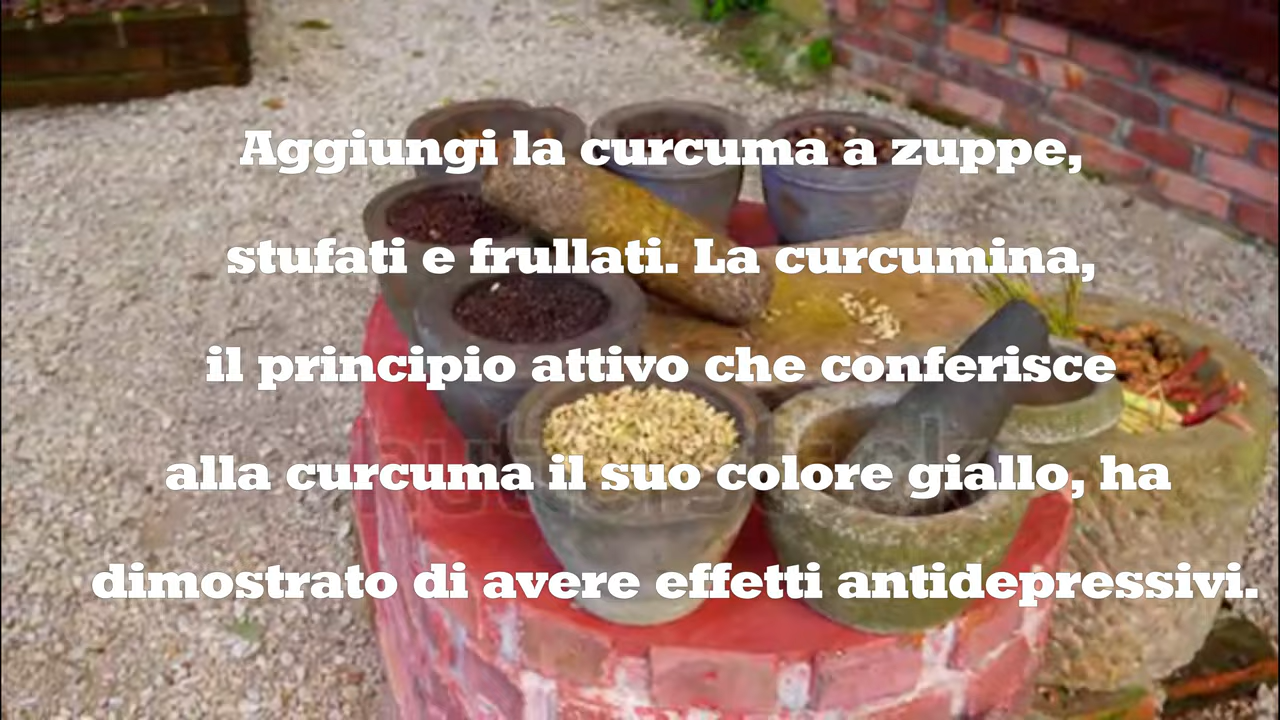 Aggiungi la curcuma a zuppe,
stufati e frullati. La curcumina,
il principio attivo che conferisce
alla curcuma il suo colore giallo, ha
dimostrato di avere effetti antidepressivi.